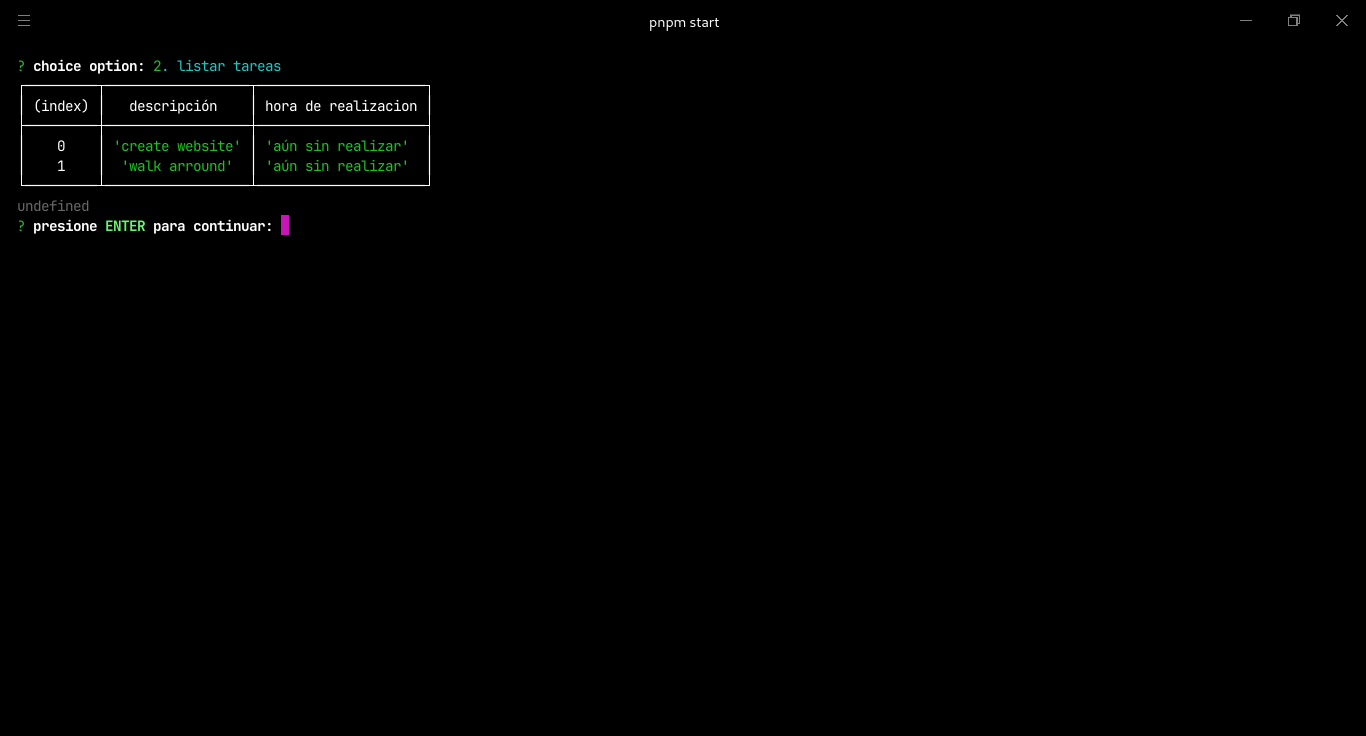 pnpm start
? choice option: 2. listar tareas
(index) descripción hora de realizacion
0 'create website' 'aún sin realizar'
1 'walk arround' 'aún sin realizar'
undefined
? presione ENTER para continuar: